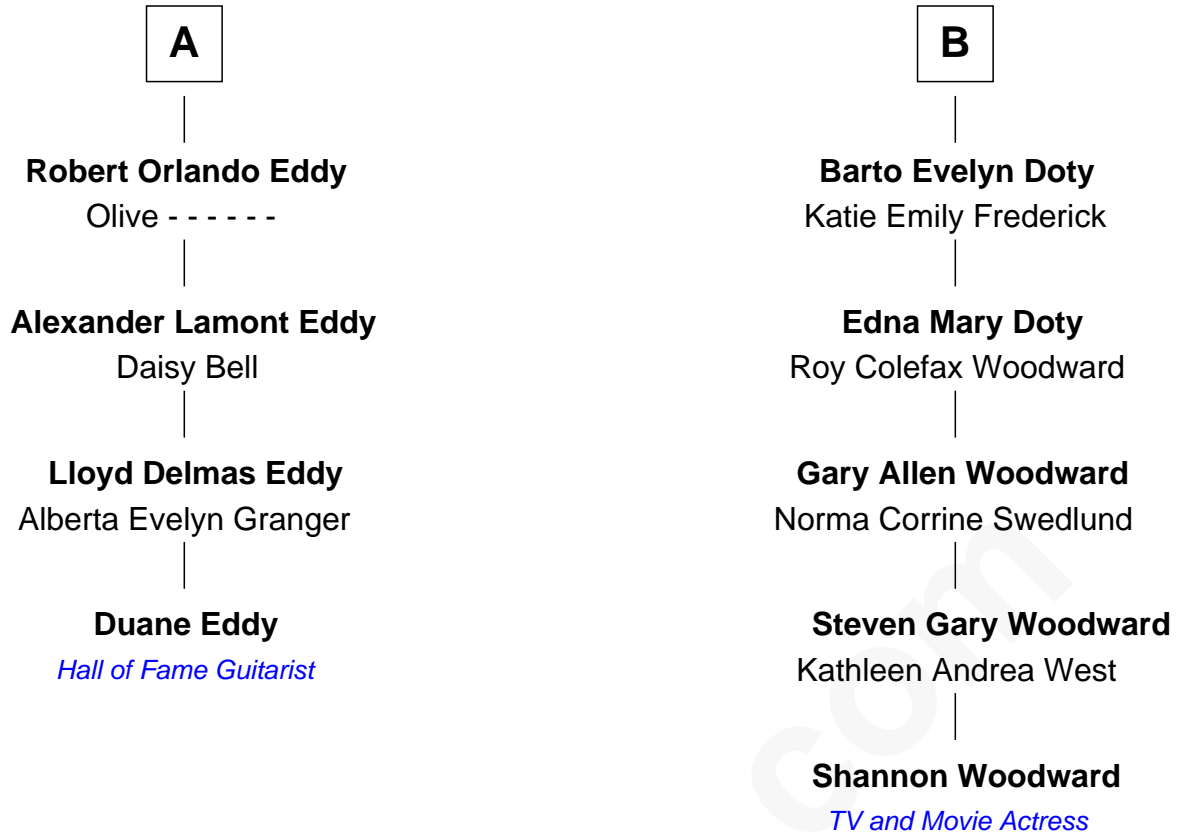 A
Robert Orlando Eddy
Olive - - - - - -
Alexander Lamont Eddy
Daisy Bell
Lloyd Delmas Eddy
Alberta Evelyn Granger
Duane Eddy
Hall of Fame Guitarist
B
Barto Evelyn Doty
Katie Emily Frederick
Edna Mary Doty
Roy Colefax Woodward
Gary Allen Woodward
Norma Corrine Swedlund
Steven Gary Woodward
Kathleen Andrea West
Shannon Woodward
TV and Movie Actress
com